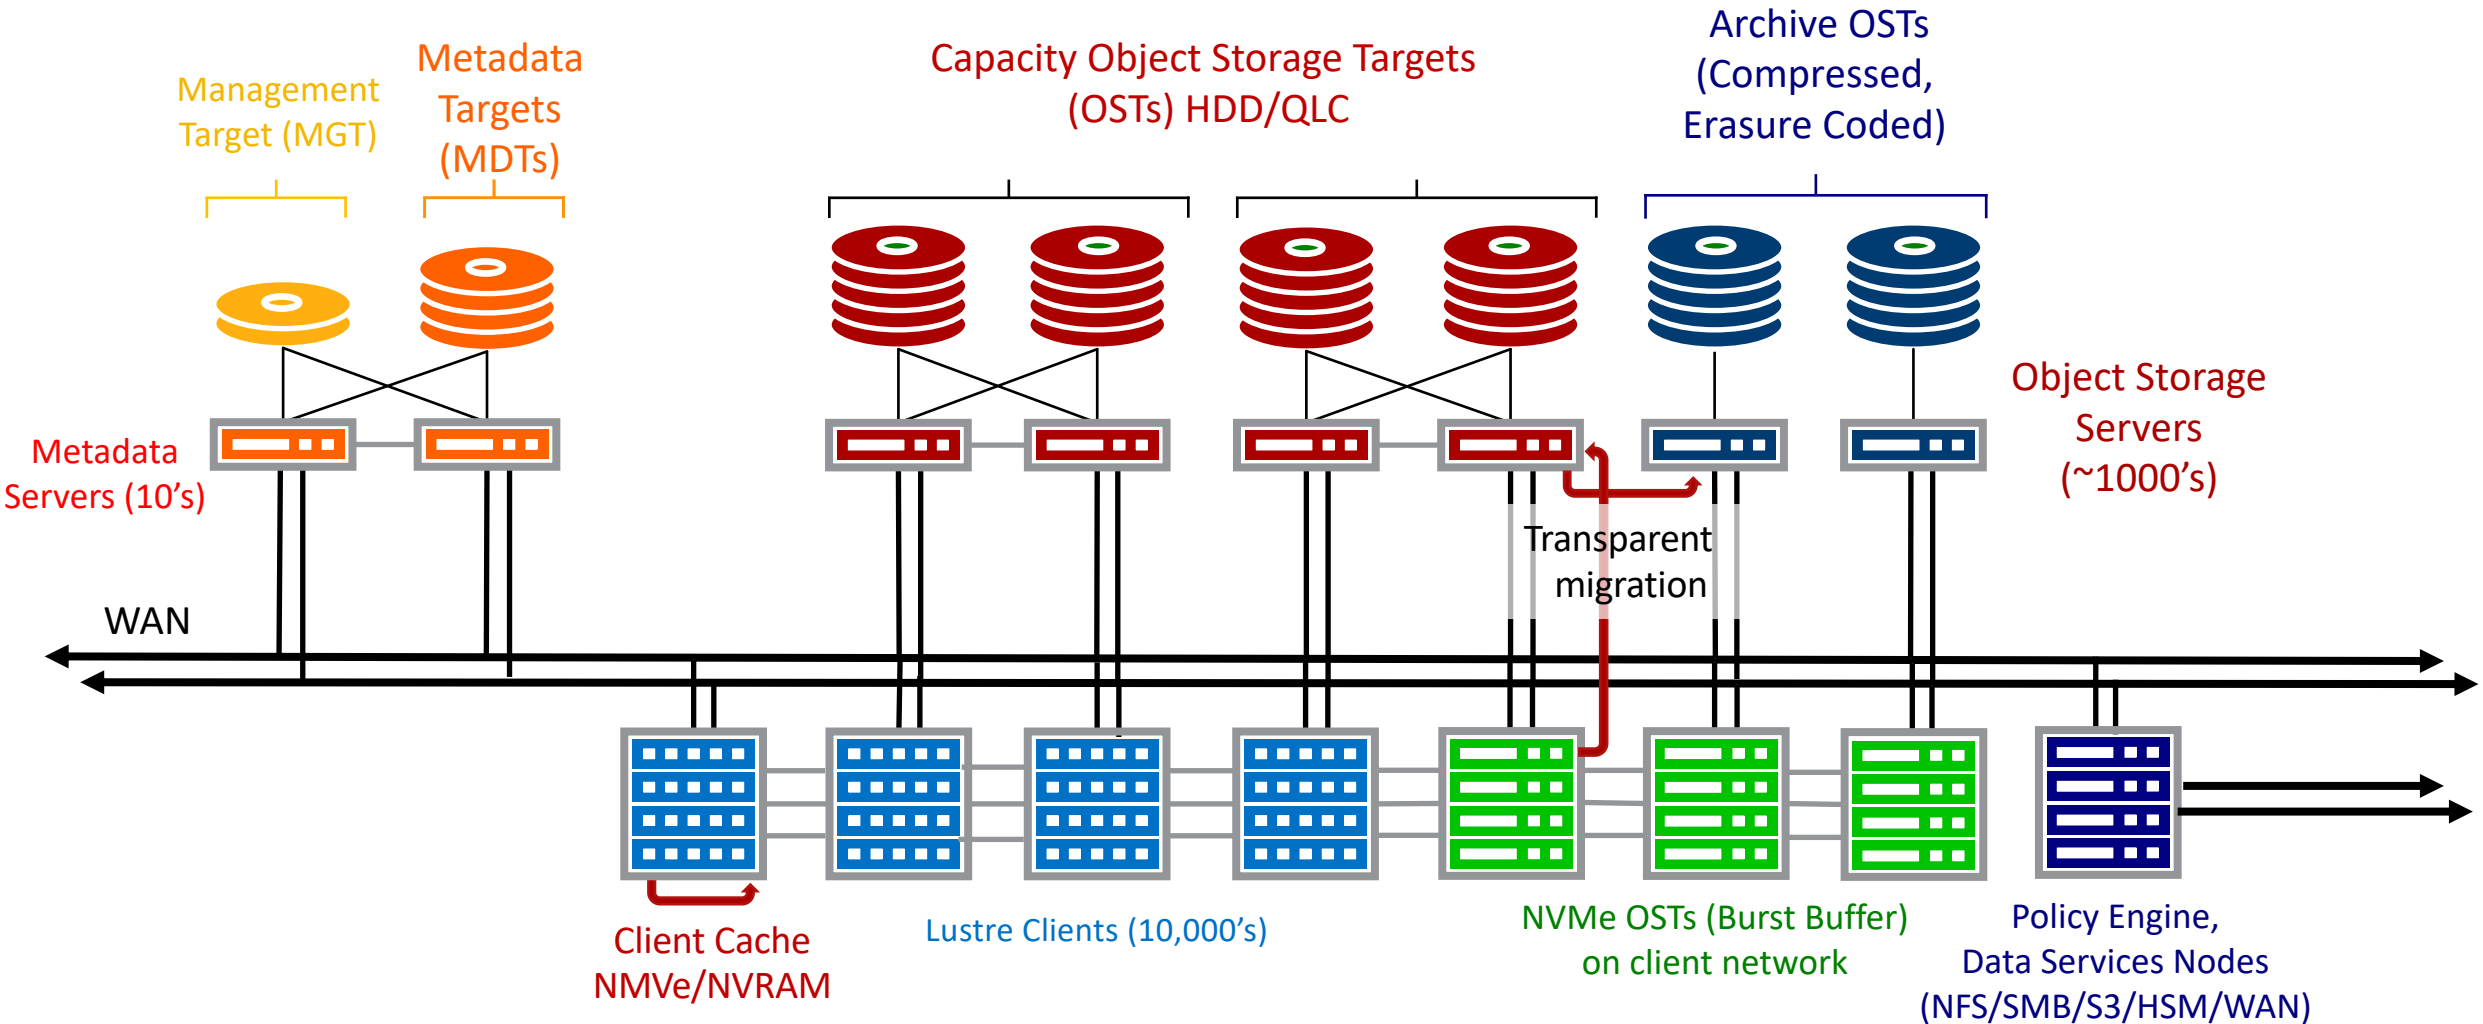 Management
Target (MGT)
Metadata
Targets
(MDTs)
Capacity Object Storage Targets
(OSTs) HDD/QLC
Archive OSTs
(Compressed,
Erasure Coded)
Metadata
Servers (10's)
Object Storage
Servers
(~1000's)
Transparent
migration
WAN
Client Cache
NMVe/NVRAM
Lustre Clients (10,000's)
NVMe OSTs (Burst Buffer)
on client network
Policy Engine,
Data Services Nodes
(NFS/SMB/S3/HSM/WAN)